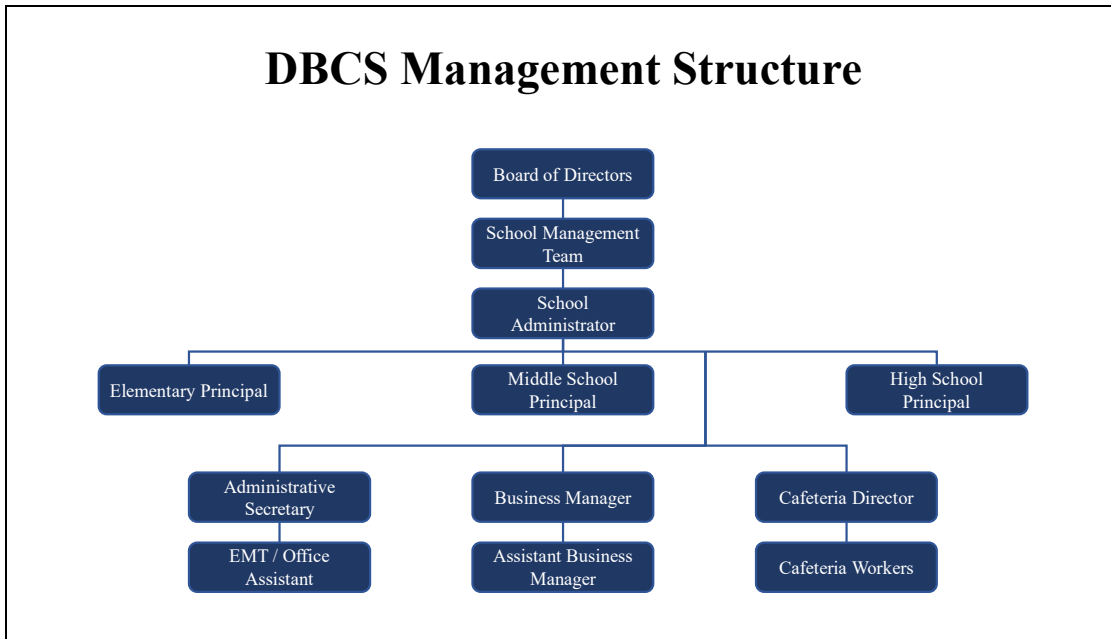 DBCS Management Structure
Board of Directors
School Management
Team
School
Administrator
Elementary Principal
Middle School
Principal
High School
Principal
Administrative
Secretary
Business Manager
Cafeteria Director
EMT / Office
Assistant
Assistant Business
Manager
Cafeteria Workers